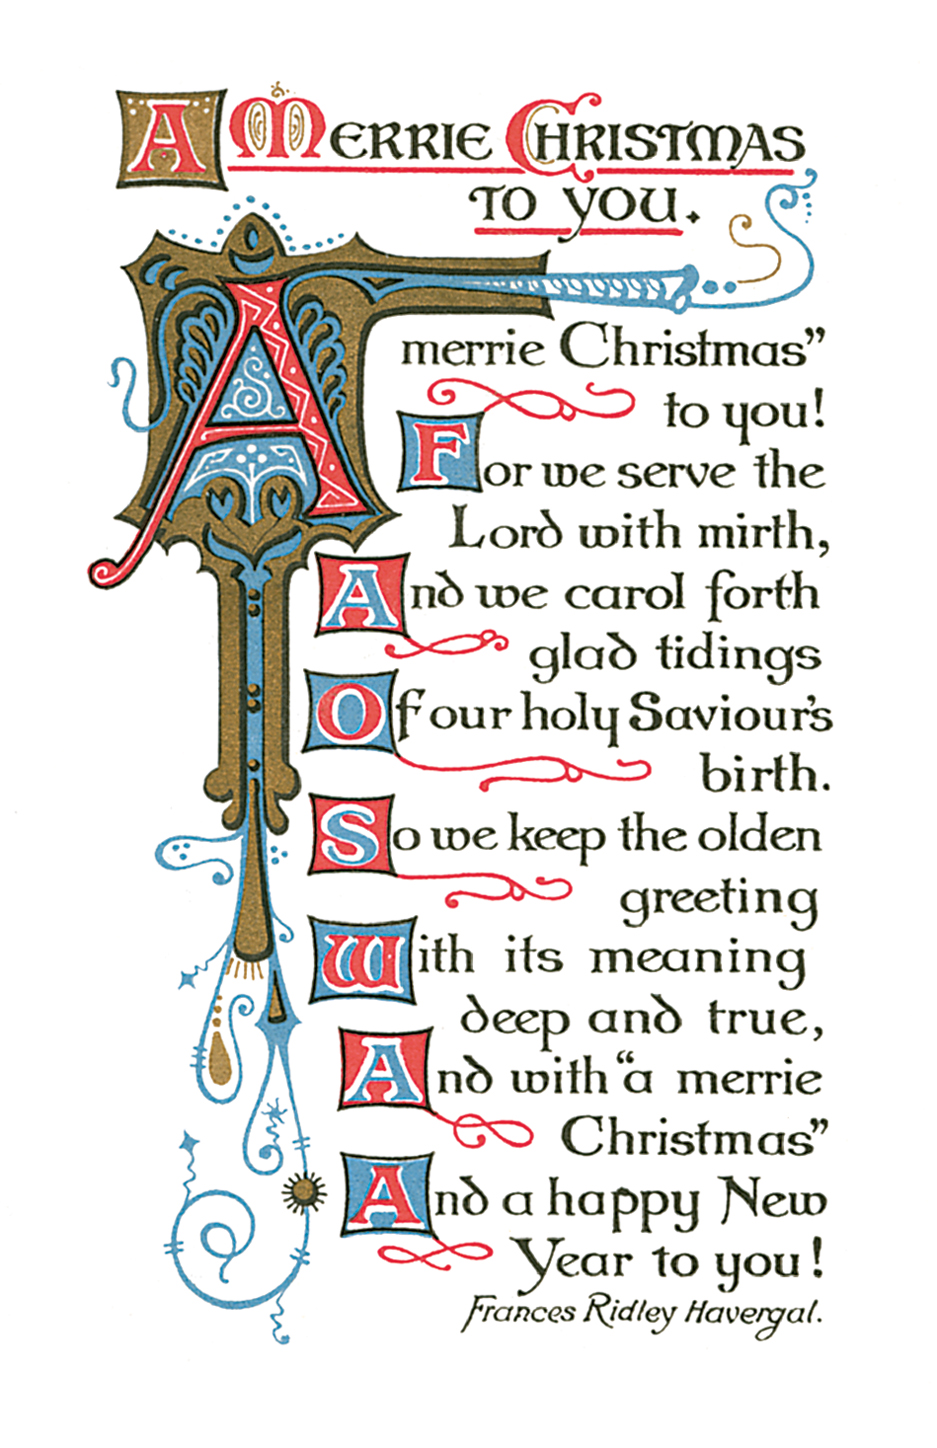 A MERRIE CHRISTMAS
TO YOU.
A merrie Christmas”
to you!
For we serve the
Lord with mirth,
And we carol forth
glad tidings
Of our holy Saviour's
birth.
So we keep the olden
greeting
With its meaning
deep and true,
And with “a merrie
Christmas”
And a happy New
Year to you!
Frances Ridley Havergal.